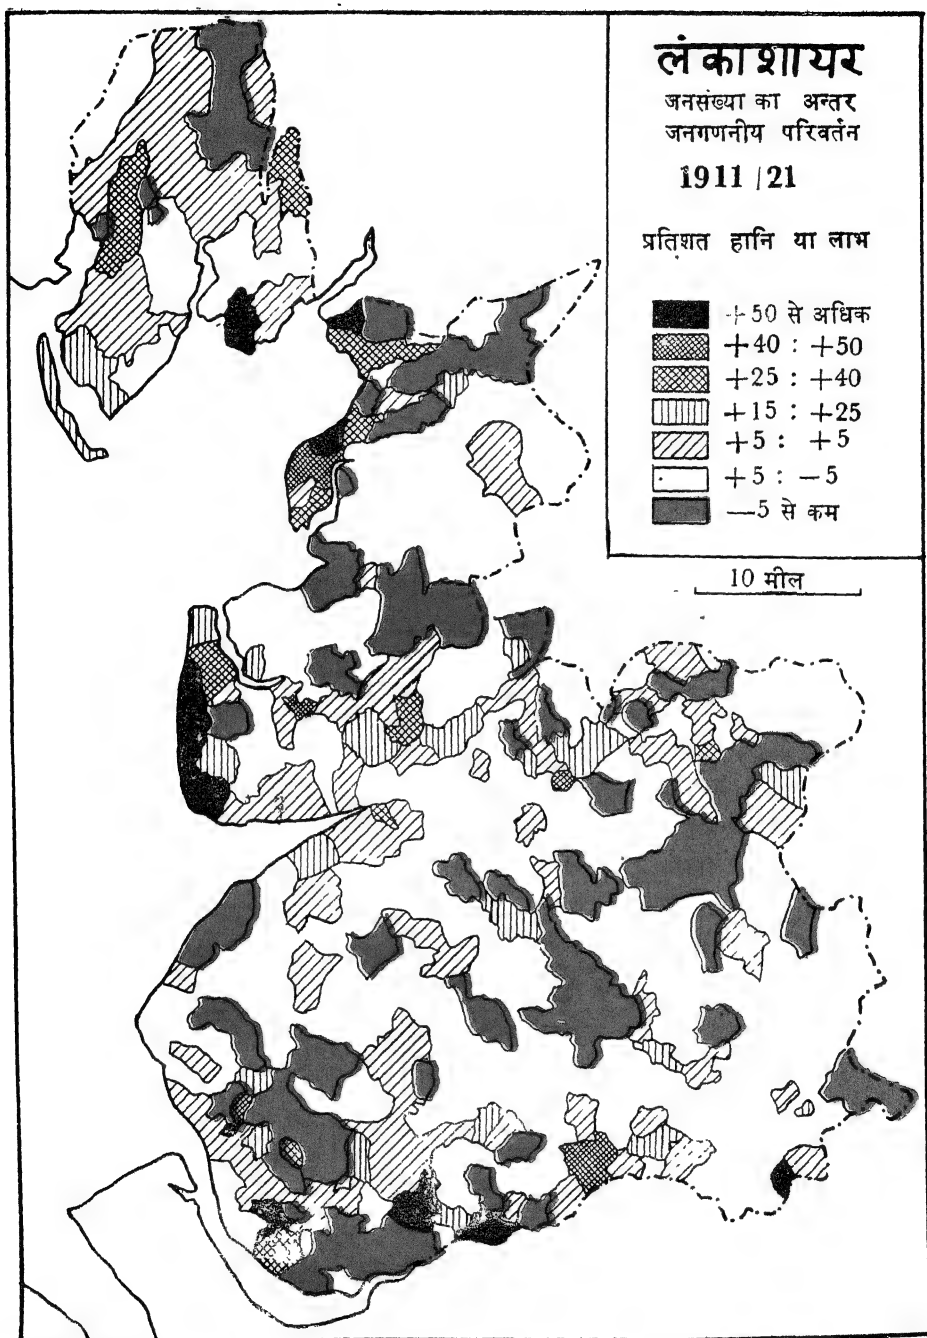 लंकाशायर
जनसंख्या का अन्तर
जनगणनीय परिवर्तन
1911/21
प्रतिशत हानि या लाभ
+50 से अधिक
+40 : +50
+25 : +40
+15 : +25
+5 : +5
+5 : -5
—5 से कम
10 मील